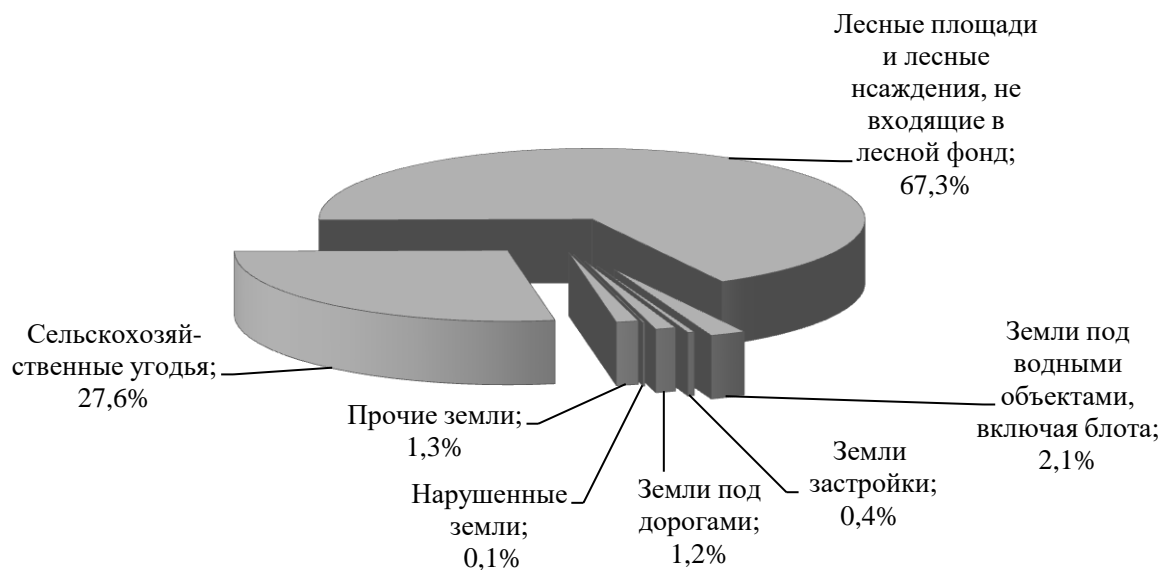 Лесные площади
и лесные
нсаждения, не
входящие в
лесной фонд;
67,3%
Сельскохозяй-
ственные угодья;
27,6%
Прочие земли;
1,3%
Нарушенные
земли;
0,1%
Земли под
дорогами;
1,2%
Земли
застройки;
0,4%
Земли под
водными
объектами,
включая блота;
2,1%